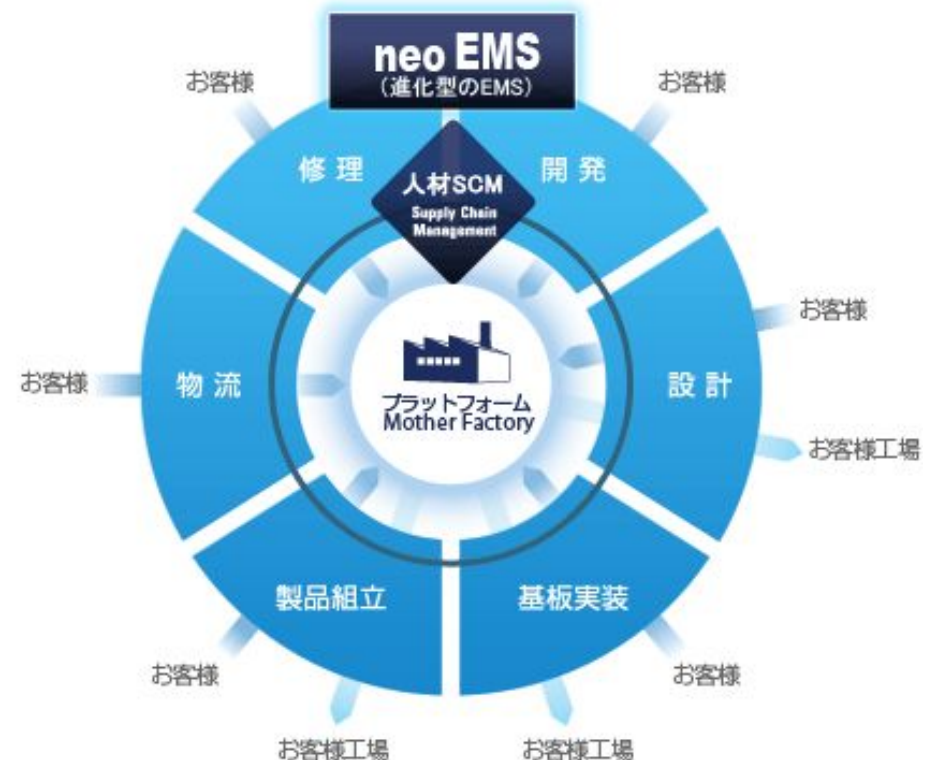 neo EMS
（進化型のEMS）
お客様
お客様
修理
開発
人材SCM
Supply Chain
Management
お客様
お客様
物流
設計
プラットフォーム
Mother Factory
お客様工場
製品組立
基板実装
お客様
お客様
お客様工場
お客様工場